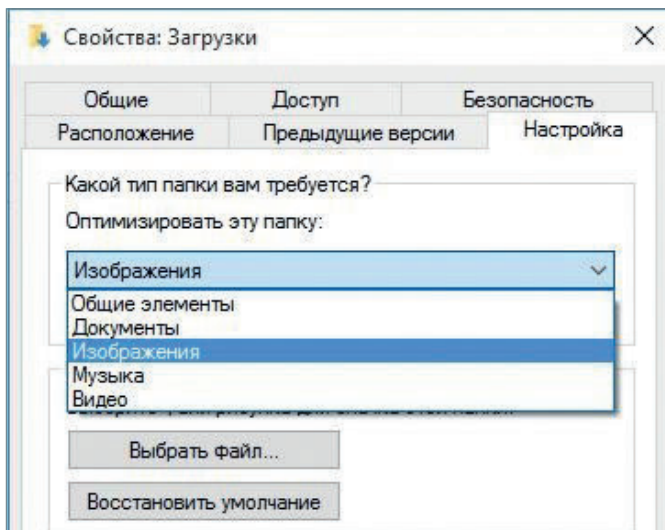 Свойства: Загрузки
Общие Доступ Безопасность
Расположение Предыдущие версии Настройка
Какой тип папки вам требуется?
Оптимизировать эту папку:
Изображения
Общие элементы
Документы
Изображения
Музыка
Видео
Выбрать файл...
Восстановить умолчание